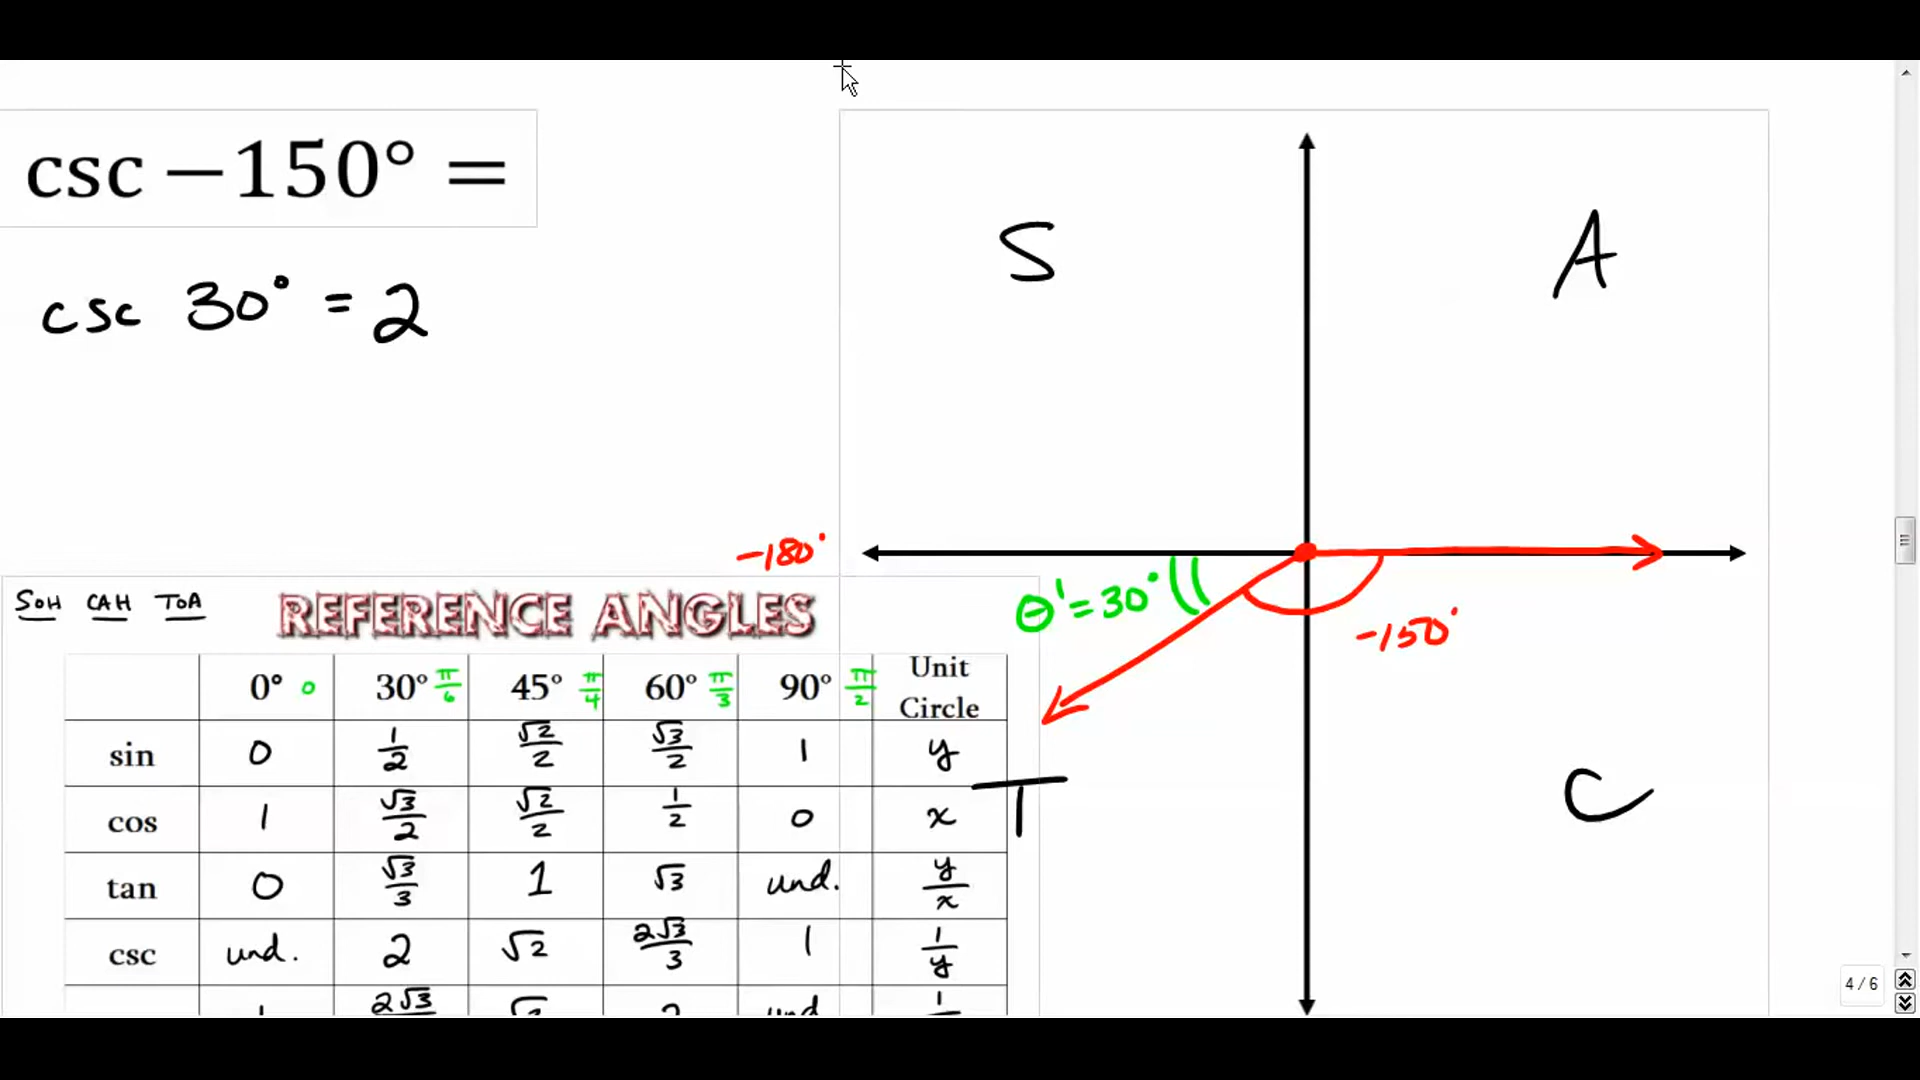 csc −150° =
csc 30° = 2
S
A
-180°
θ' = 30°
-150°
T
C
SOH CAH TOA
REFERENCE ANGLES
0° 0 30° π/6 45° π/4 60° π/3 90° π/2 Unit Circle
sin 0 1/2 √2/2 √3/2 1 y
cos 1 √3/2 √2/2 1/2 0 x
tan 0 √3/3 1 √3 und. y/x
csc und. 2 √2 2√3/3 1 1/y
2√3
4 / 6